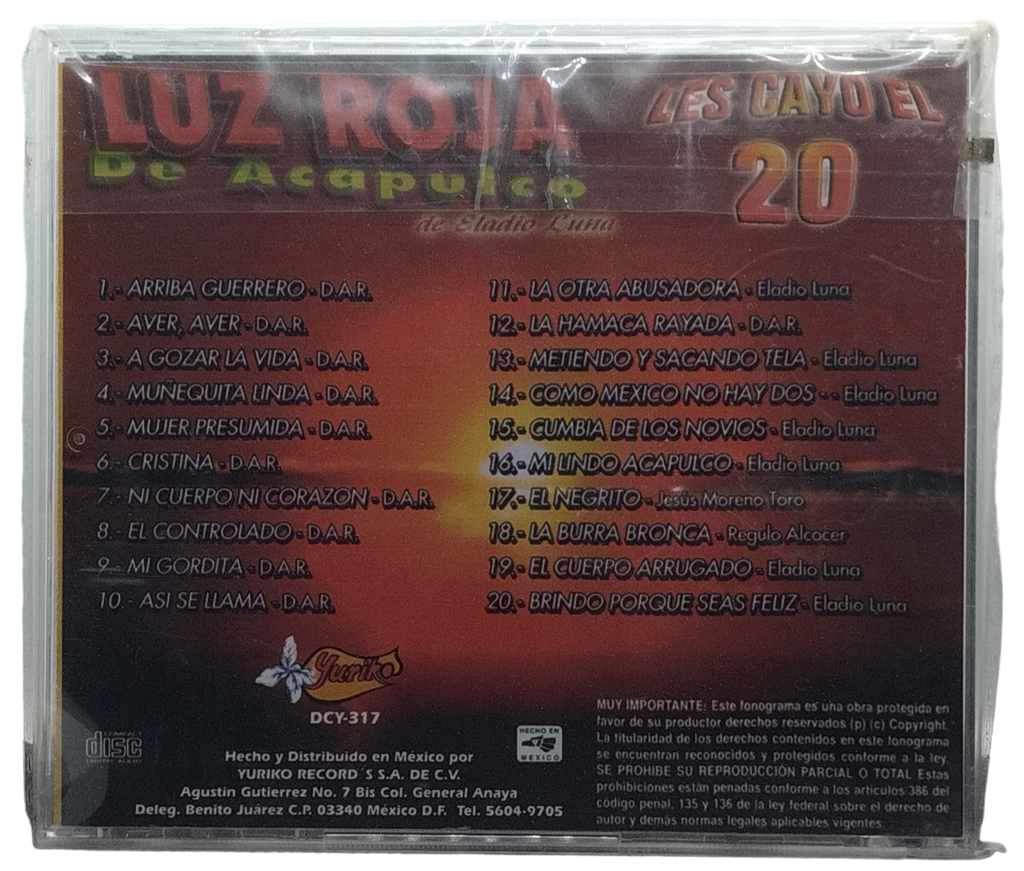 LUZ ROJA
De Acapulco
de Eladio Luna
LES CAYO EL
20
1.- ARRIBA GUERRERO - D.A.R.
2.- AVER, AVER - D.A.R.
3.- A GOZAR LA VIDA - D.A.R.
4.- MUÑEQUITA LINDA - D.A.R.
5.- MUJER PRESUMIDA - D.A.R.
6.- CRISTINA - D.A.R.
7.- NI CUERPO NI CORAZON - D.A.R.
8.- EL CONTROLADO - D.A.R.
9.- MI GORDITA - D.A.R.
10.- ASI SE LLAMA - D.A.R.
11.- LA OTRA ABUSADORA - Eladio Luna
12.- LA HAMACA RAYADA - D.A.R.
13.- METIENDO Y SACANDO TELA - Eladio Luna
14.- COMO MEXICO NO HAY DOS - - Eladio Luna
15.- CUMBIA DE LOS NOVIOS - Eladio Luna
16.- MI LINDO ACAPULCO - Eladio Luna
17.- EL NEGRITO - Jesús Moreno Toro
18.- LA BURRA BRONCA - Regulo Alcocer
19.- EL CUERPO ARRUGADO - Eladio Luna
20.- BRINDO PORQUE SEAS FELIZ - Eladio Luna
Yuriko
DCY-317
COMPACT
disc
DIGITAL AUDIO
Hecho y Distribuido en México por
YURIKO RECORD´S S.A. DE C.V.
Agustin Gutierrez No. 7 Bis Col. General Anaya
Deleg. Benito Juárez C.P. 03340 México D.F. Tel. 5604-9705
HECHO EN
MEXICO
MUY IMPORTANTE: Este fonograma es una obra protegida en
favor de su productor derechos reservados (p) (c) Copyright.
La titularidad de los derechos contenidos en este fonograma
se encuentran reconocidos y protegidos conforme a la ley.
SE PROHIBE SU REPRODUCCIÓN PARCIAL O TOTAL Estas
prohibiciones están penadas conforme a los articulos 386 del
código penal, 135 y 136 de la ley federal sobre el derecho de
autor y demás normas legales aplicables vigentes.